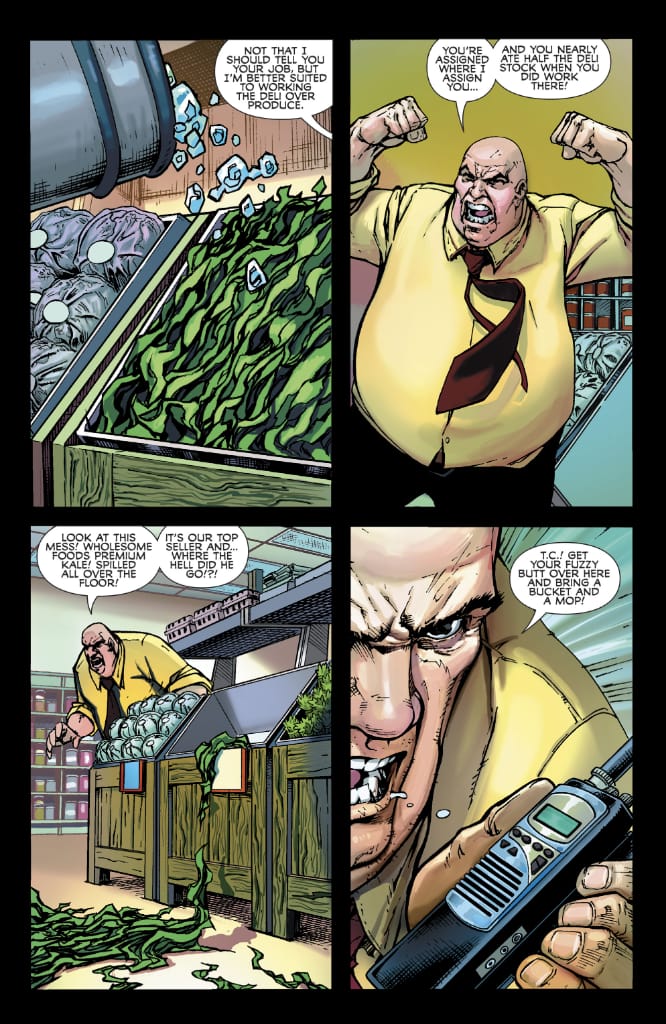 NOT THAT I
SHOULD TELL YOU
YOUR JOB, BUT
I'M BETTER SUITED
TO WORKING
THE DELI OVER
PRODUCE.
YOU'RE
ASSIGNED
WHERE I
ASSIGN
YOU...
AND YOU NEARLY
ATE HALF THE DELI
STOCK WHEN YOU
DID WORK
THERE!
LOOK AT THIS
MESS! WHOLESOME
FOODS PREMIUM
KALE! SPILLED
ALL OVER THE
FLOOR!
IT'S OUR TOP
SELLER AND...
WHERE THE
HELL DID HE
GO!?!
T.C.! GET
YOUR FUZZY
BUTT OVER HERE
AND BRING A
BUCKET AND
A MOP!